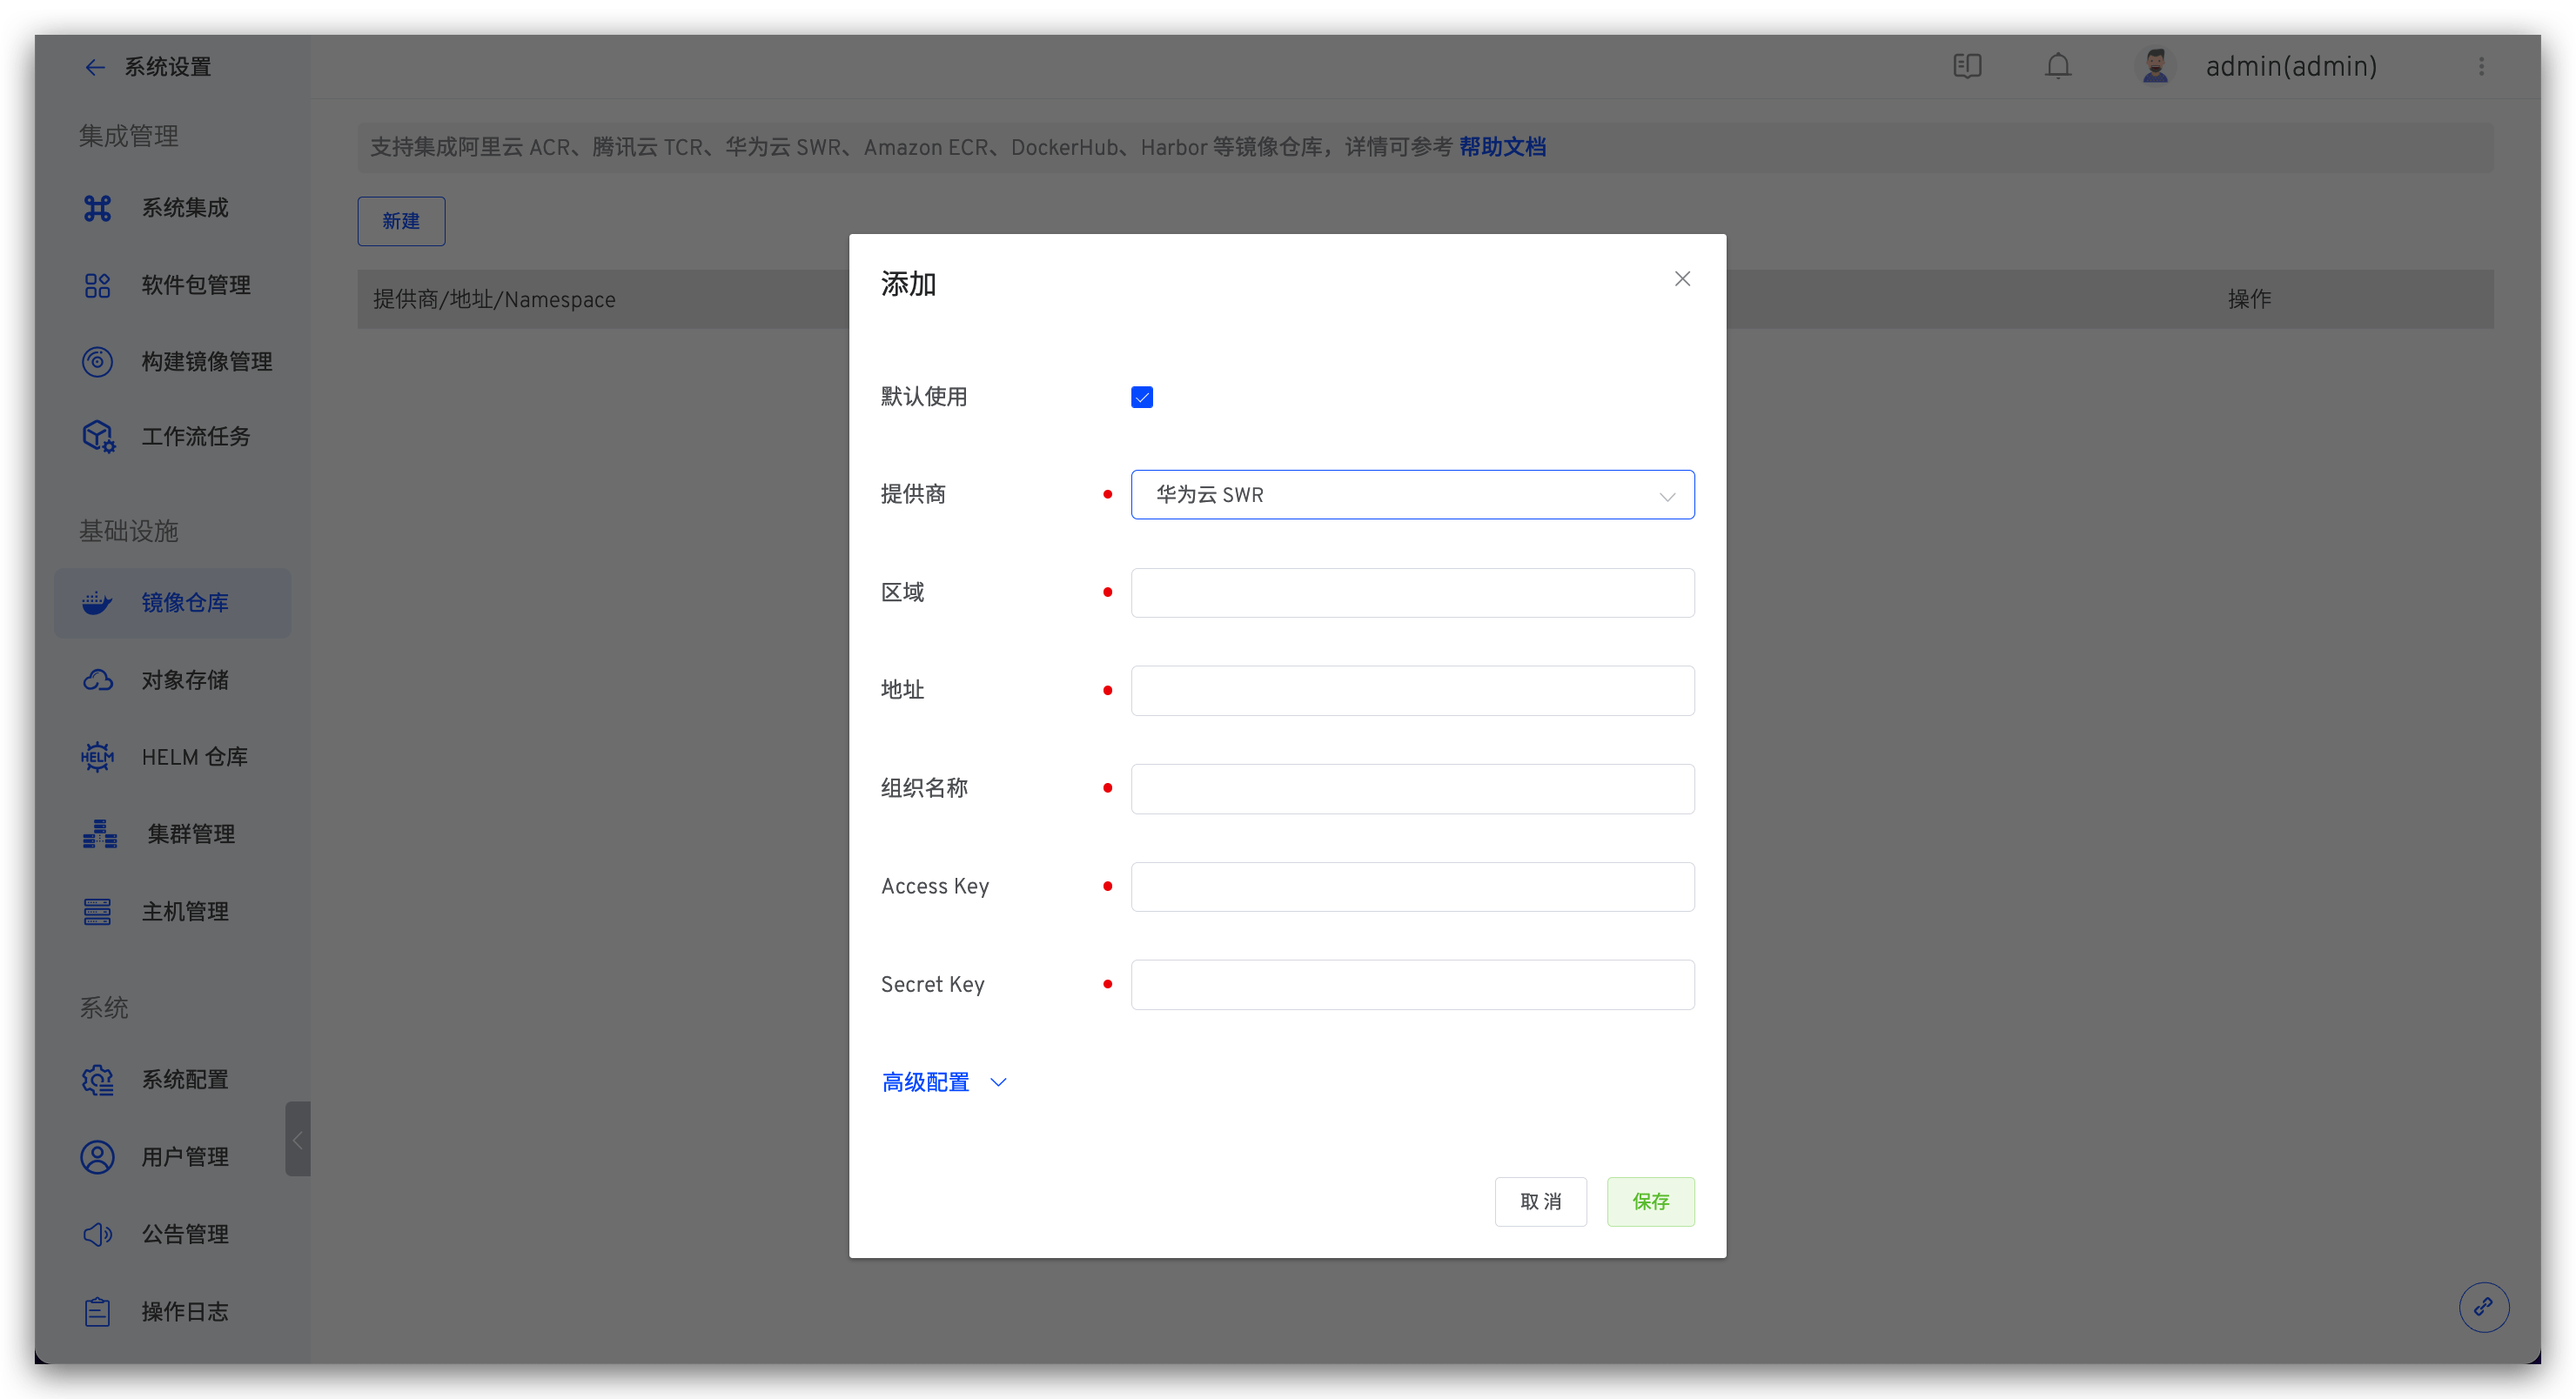 系统设置
admin(admin)
集成管理
系统集成
软件包管理
构建镜像管理
工作流任务
基础设施
镜像仓库
对象存储
HELM
HELM 仓库
集群管理
主机管理
系统
系统配置
用户管理
公告管理
操作日志
支持集成阿里云 ACR、腾讯云 TCR、华为云 SWR、Amazon ECR、DockerHub、Harbor 等镜像仓库，详情可参考 帮助文档
新建
提供商/地址/Namespace
操作
添加
默认使用
提供商
华为云 SWR
区域
地址
组织名称
Access Key
Secret Key
高级配置
取消
保存